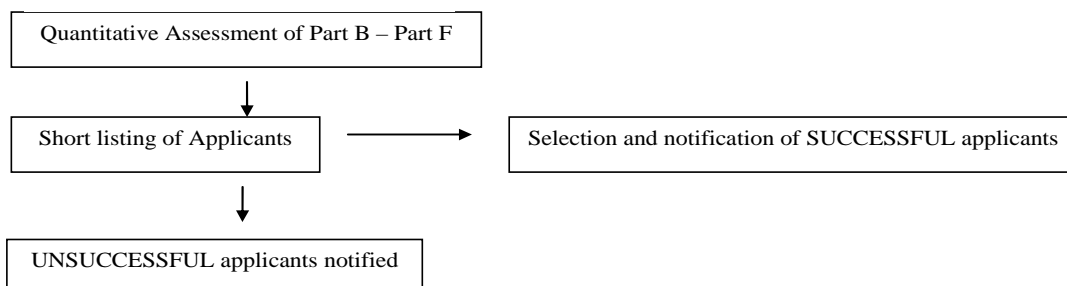 Quantitative Assessment of Part B – Part F
Short listing of Applicants
Selection and notification of SUCCESSFUL applicants
UNSUCCESSFUL applicants notified